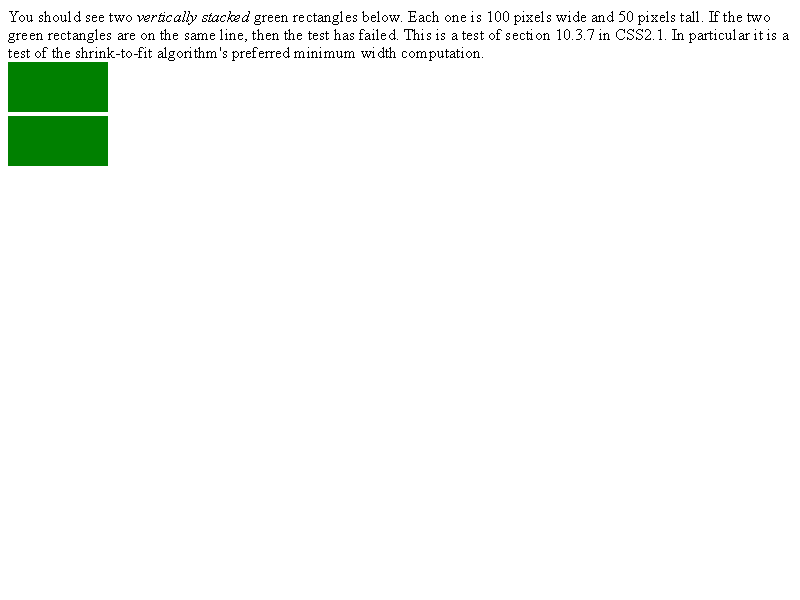 You should see two vertically stacked green rectangles below. Each one is 100 pixels wide and 50 pixels tall. If the two
green rectangles are on the same line, then the test has failed. This is a test of section 10.3.7 in CSS2.1. In particular it is a
test of the shrink-to-fit algorithm's preferred minimum width computation.